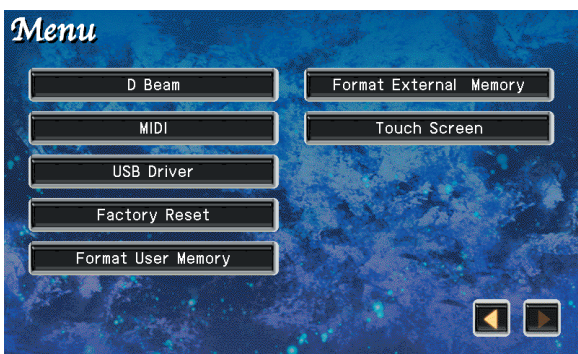 Menu
D Beam
MIDI
USB Driver
Factory Reset
Format User Memory
Format External Memory
Touch Screen